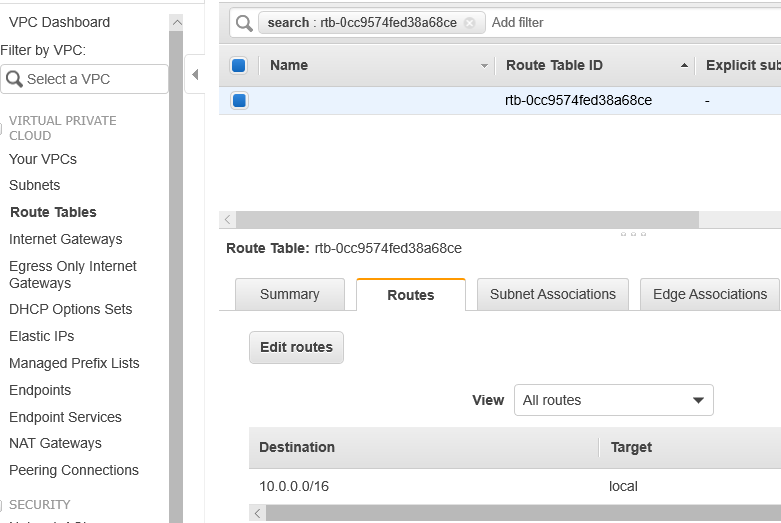 VPC Dashboard
Filter by VPC:
Select a VPC
VIRTUAL PRIVATE
CLOUD
Your VPCs
Subnets
Route Tables
Internet Gateways
Egress Only Internet
Gateways
DHCP Options Sets
Elastic IPs
Managed Prefix Lists
Endpoints
Endpoint Services
NAT Gateways
Peering Connections
SECURITY
search : rtb-0cc9574fed38a68ce Add filter
Name Route Table ID Explicit sub
rtb-0cc9574fed38a68ce -
Route Table: rtb-0cc9574fed38a68ce
Summary Routes Subnet Associations Edge Associations
Edit routes
View All routes
Destination Target
10.0.0.0/16 local